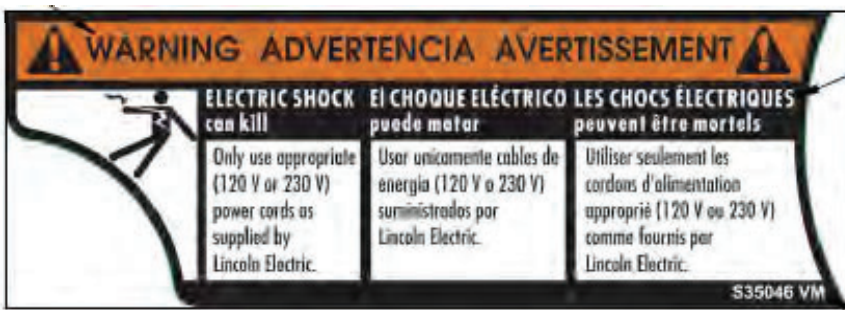 WARNING ADVERTENCIA AVERTISSEMENT
ELECTRIC SHOCK
can kill
Only use appropriate
(120 V or 230 V)
power cords as
supplied by
Lincoln Electric.
El CHOQUE ELÉCTRICO
puede matar
Usar unicamente cables de
energia (120 V o 230 V)
suministrados por
Lincoln Electric.
LES CHOCS ÉLECTRIQUES
peuvent être mortels
Utiliser seulement les
cordons d'alimentation
approprié (120 V ou 230 V)
comme fournis par
Lincoln Electric.
S35046 VM